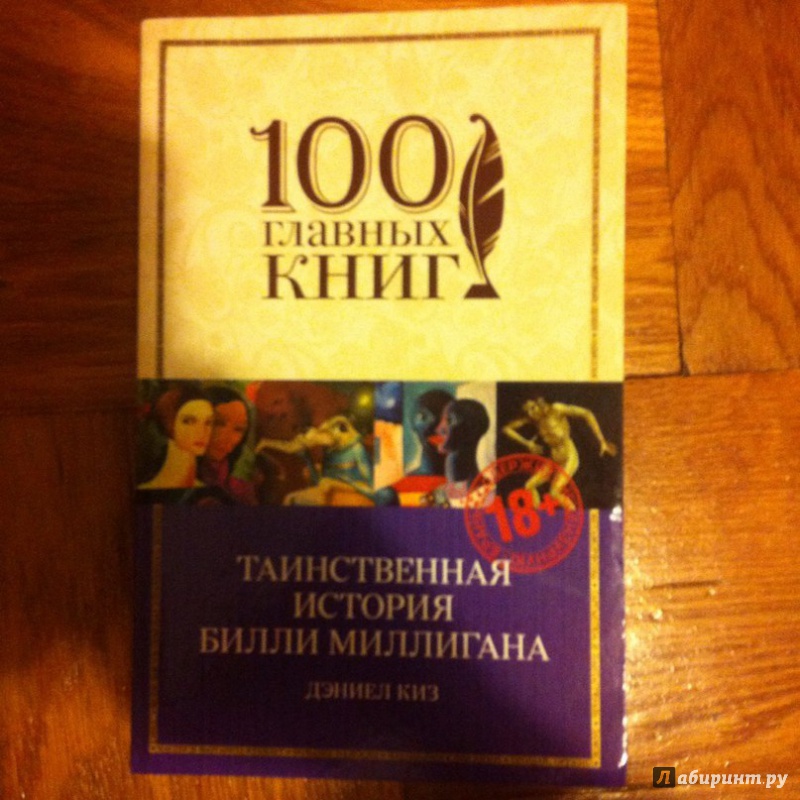 100
главных
КНИГ
18+
ТАИНСТВЕННАЯ
ИСТОРИЯ
БИЛЛИ МИЛЛИГАНА
ДЭНИЕЛ КИЗ
Лабиринт.ру